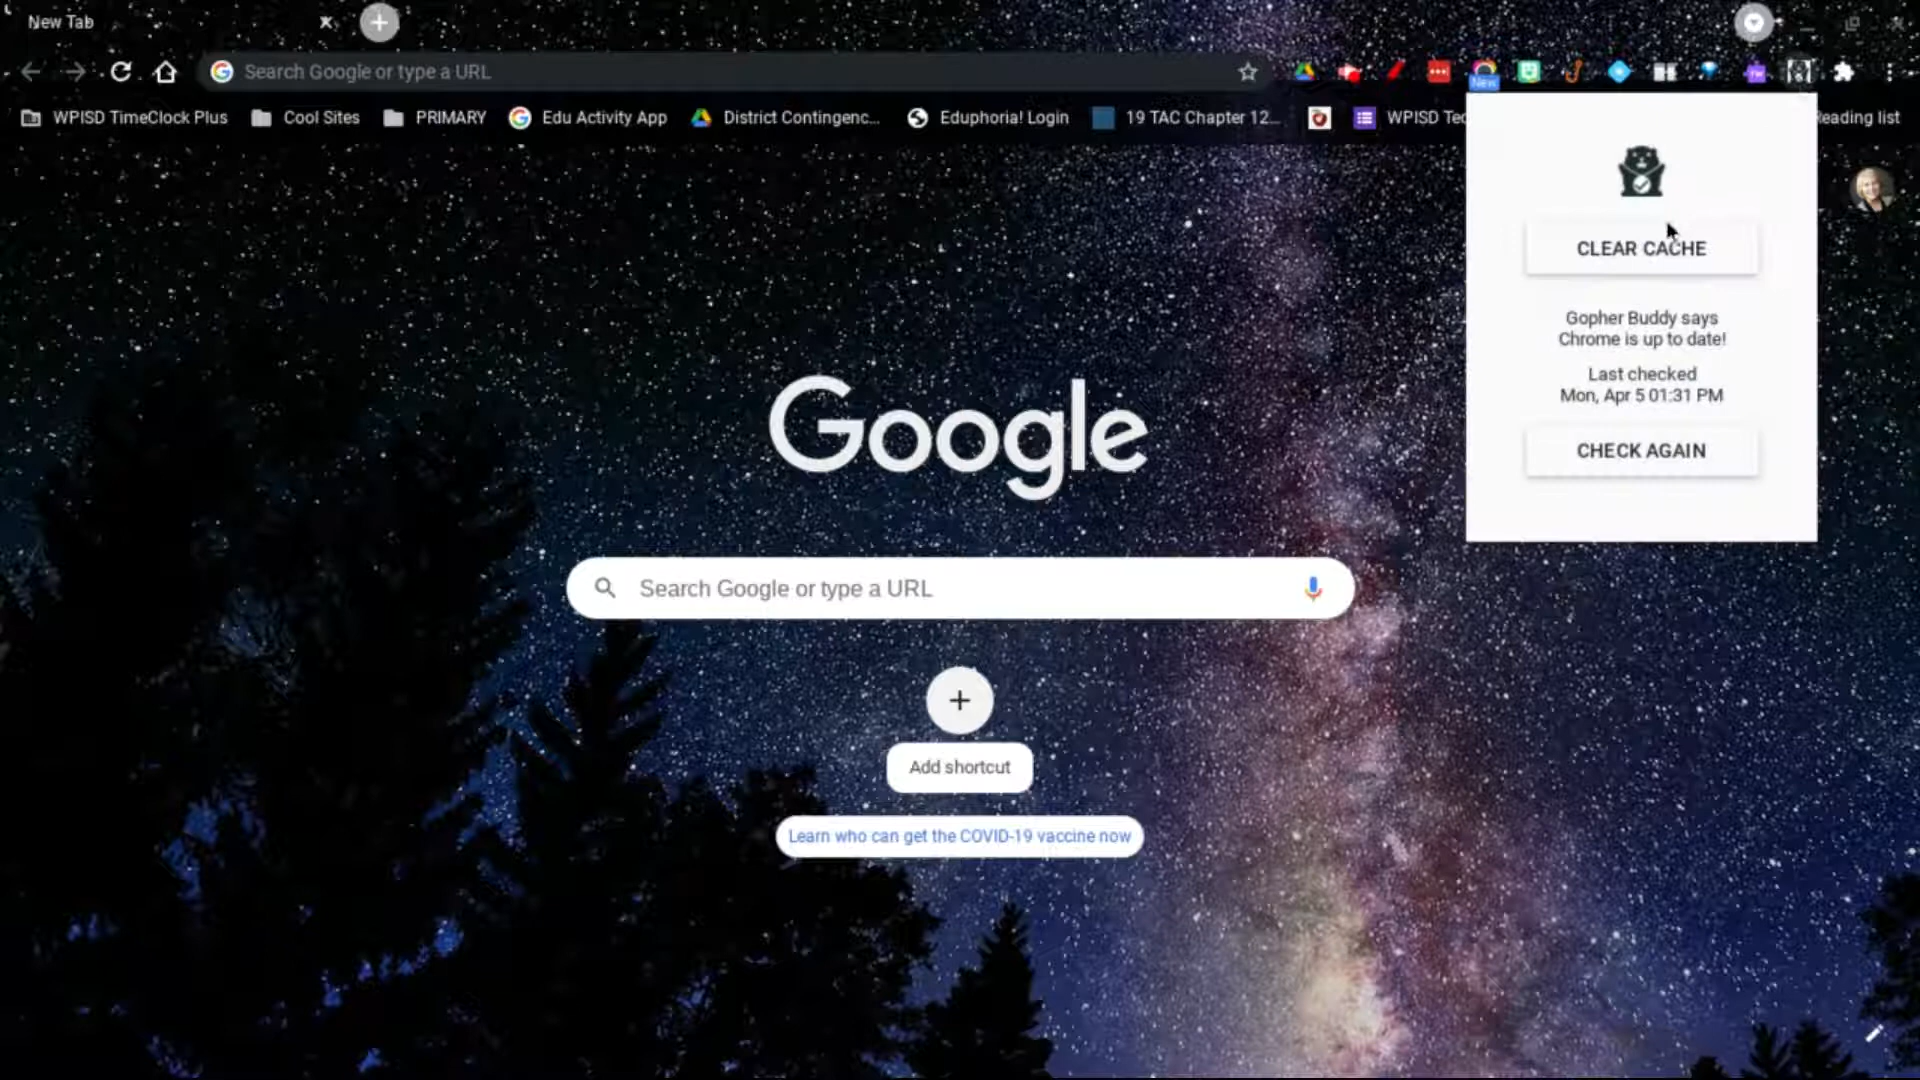 New Tab
Search Google or type a URL
New
WPISD TimeClock Plus
Cool Sites
PRIMARY
Edu Activity App
District Contingenc...
Eduphoria! Login
19 TAC Chapter 12...
WPISD Tec
eading list
CLEAR CACHE
Gopher Buddy says
Chrome is up to date!
Last checked
Mon, Apr 5 01:31 PM
CHECK AGAIN
Google
Search Google or type a URL
Add shortcut
Learn who can get the COVID-19 vaccine now